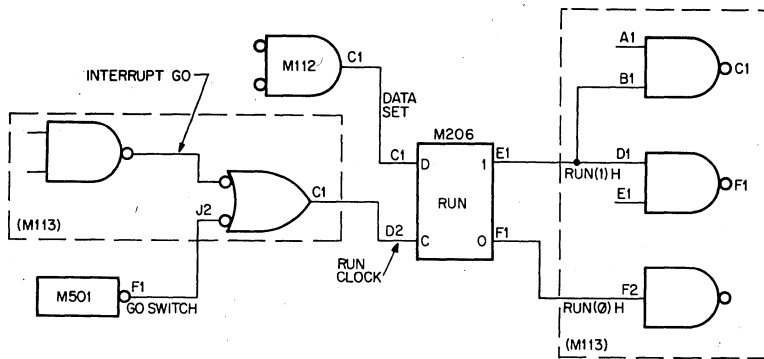 A1
C1
M112
C1
B1
INTERRUPT GO
DATA
SET
M206
C1
D
1
E1
D1
RUN(1) H
F1
E1
C1
RUN
J2
(M113)
D2
C
0
F1
RUN
CLOCK
F2
M501
F1
GO SWITCH
RUN(Ø) H
(M113)